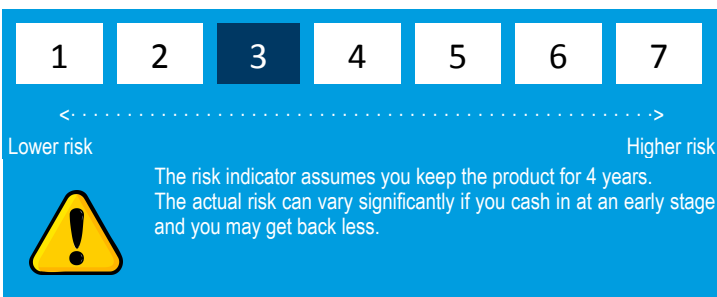 1 2 3 4 5 6 7
<· · · · · · · · · · · · · · · · · · · · · · · · · · · · · · · · · · · · · · · · · · · · · · · · · · · ·>
Lower risk Higher risk
The risk indicator assumes you keep the product for 4 years.
The actual risk can vary significantly if you cash in at an early stage
and you may get back less.